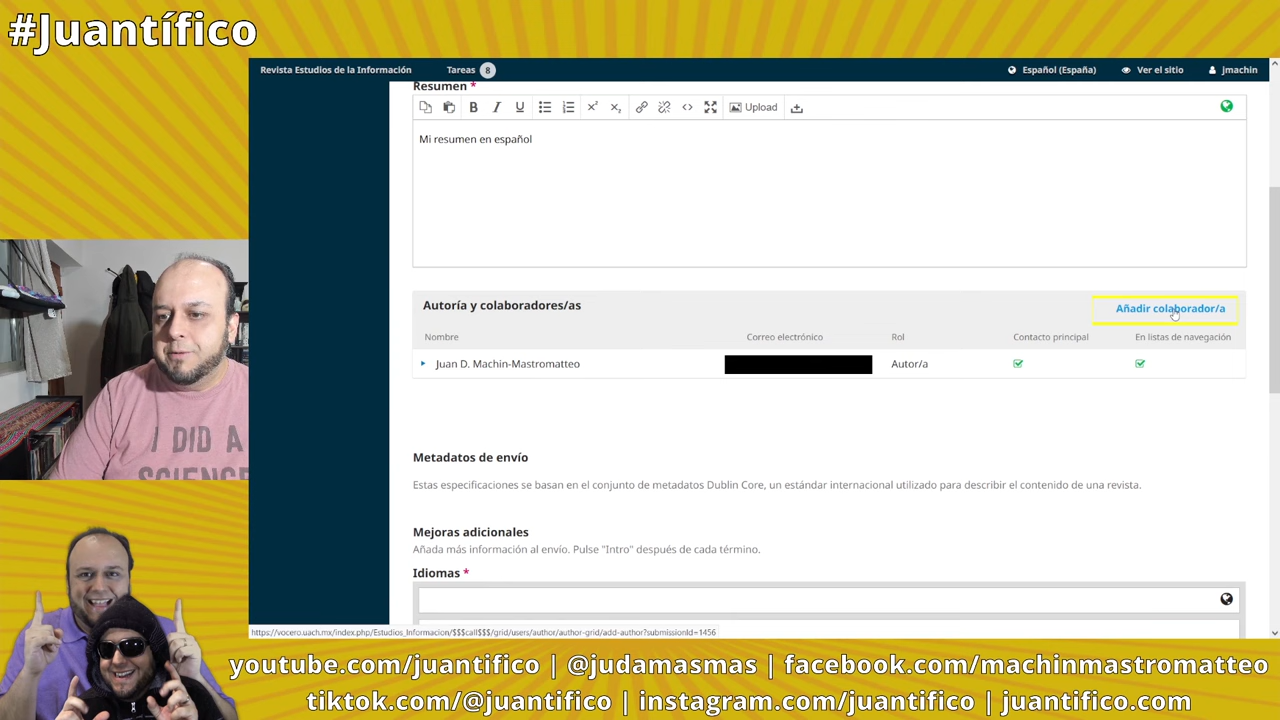 #Juantífico
Revista Estudios de la Información
Tareas 8
Español (España)
Ver el sitio
jmachin
Resumen *
Upload
Mi resumen en español
Autoría y colaboradores/as
Añadir colaborador/a
Nombre
Correo electrónico
Rol
Contacto principal
En listas de navegación
Juan D. Machin-Mastromatteo
Autor/a
Metadatos de envío
Estas especificaciones se basan en el conjunto de metadatos Dublin Core, un estándar internacional utilizado para describir el contenido de una revista.
Mejoras adicionales
Añada más información al envío. Pulse "Intro" después de cada término.
Idiomas *
https://vocero.uach.mx/index.php/Estudios_Informacion/$$$call$$$/grid/users/author/author-grid/add-author?submissionId=1456
I DID A
SCIENCE
youtube.com/juantifico | @judamasmas | facebook.com/machinmastromatteo
tiktok.com/@juantifico | instagram.com/juantifico | juantifico.com